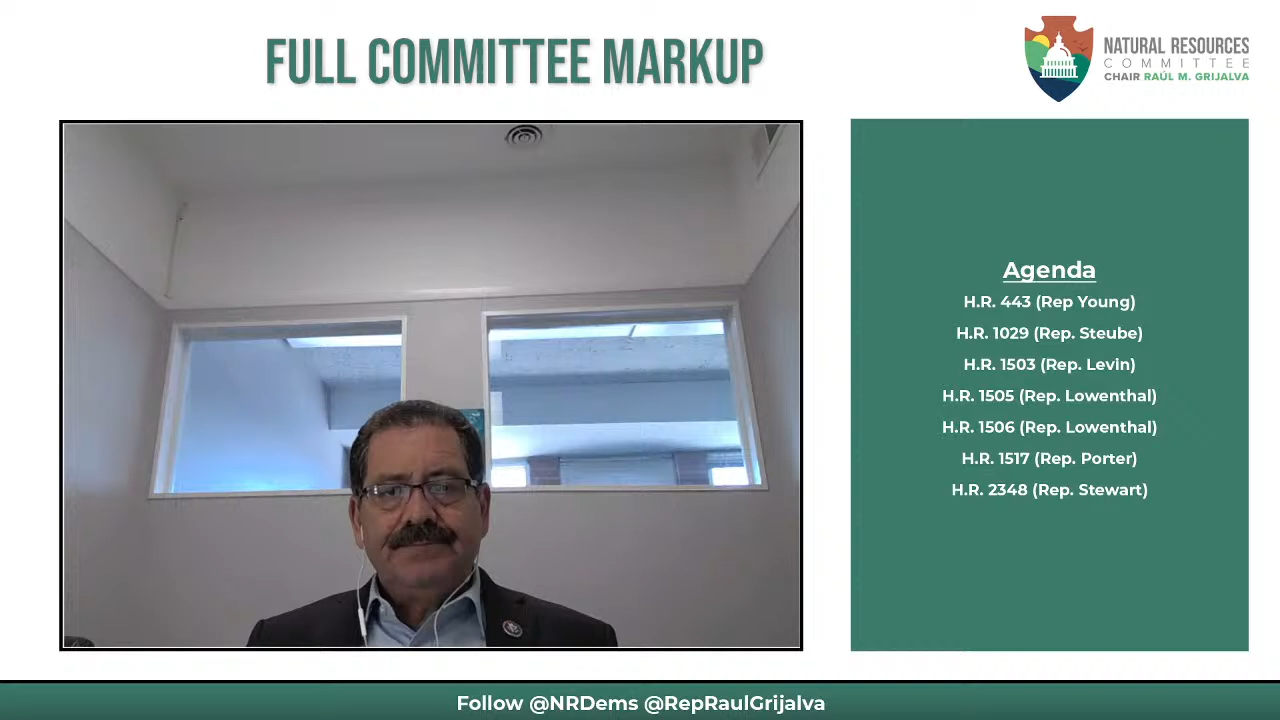 FULL COMMITTEE MARKUP
NATURAL RESOURCES
COMMITTEE
CHAIR RAÚL M. GRIJALVA
Agenda
H.R. 443 (Rep Young)
H.R. 1029 (Rep. Steube)
H.R. 1503 (Rep. Levin)
H.R. 1505 (Rep. Lowenthal)
H.R. 1506 (Rep. Lowenthal)
H.R. 1517 (Rep. Porter)
H.R. 2348 (Rep. Stewart)
Follow @NRDems @RepRaulGrijalva